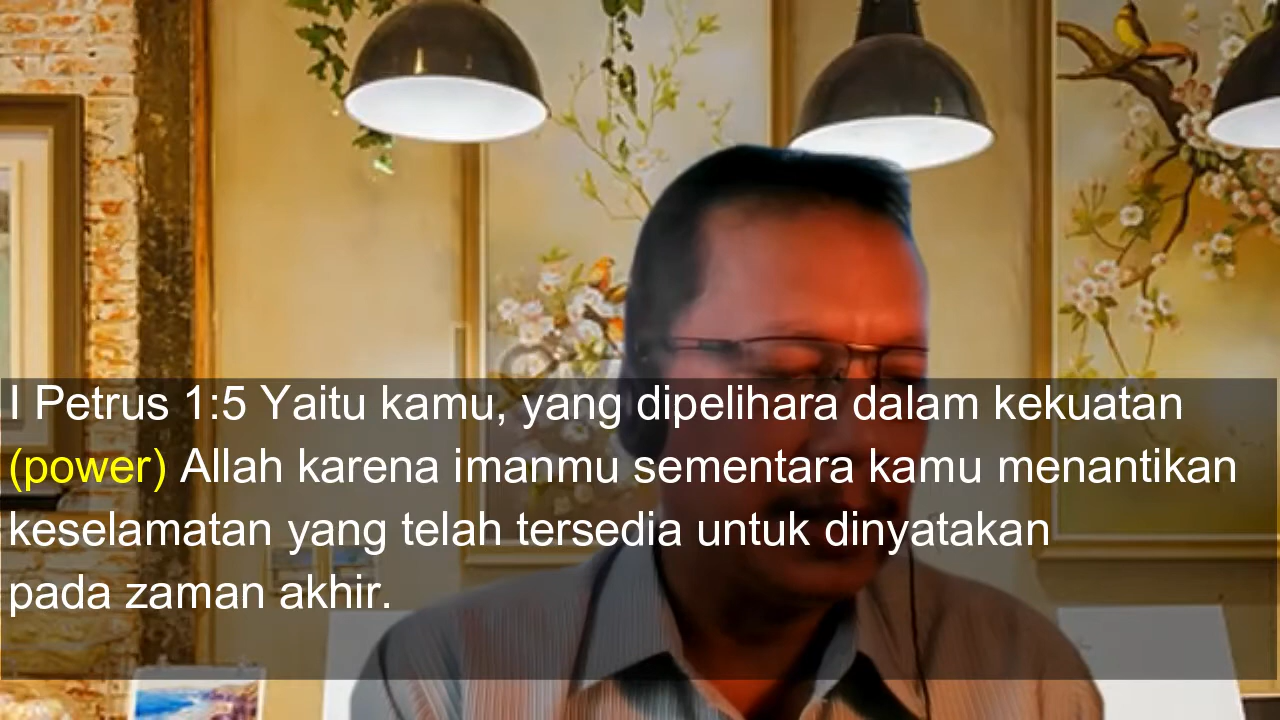 I Petrus 1:5 Yaitu kamu, yang dipelihara dalam kekuatan
(power) Allah karena imanmu sementara kamu menantikan
keselamatan yang telah tersedia untuk dinyatakan
pada zaman akhir.